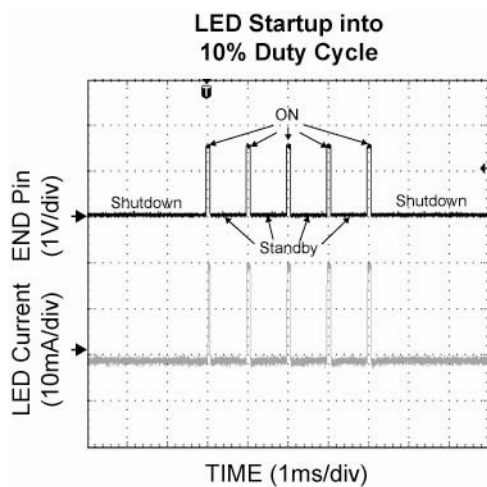 LED Startup into
10% Duty Cycle
ON
Shutdown
Shutdown
Standby
END Pin
(1V/div)
LED Current
(10mA/div)
TIME (1ms/div)